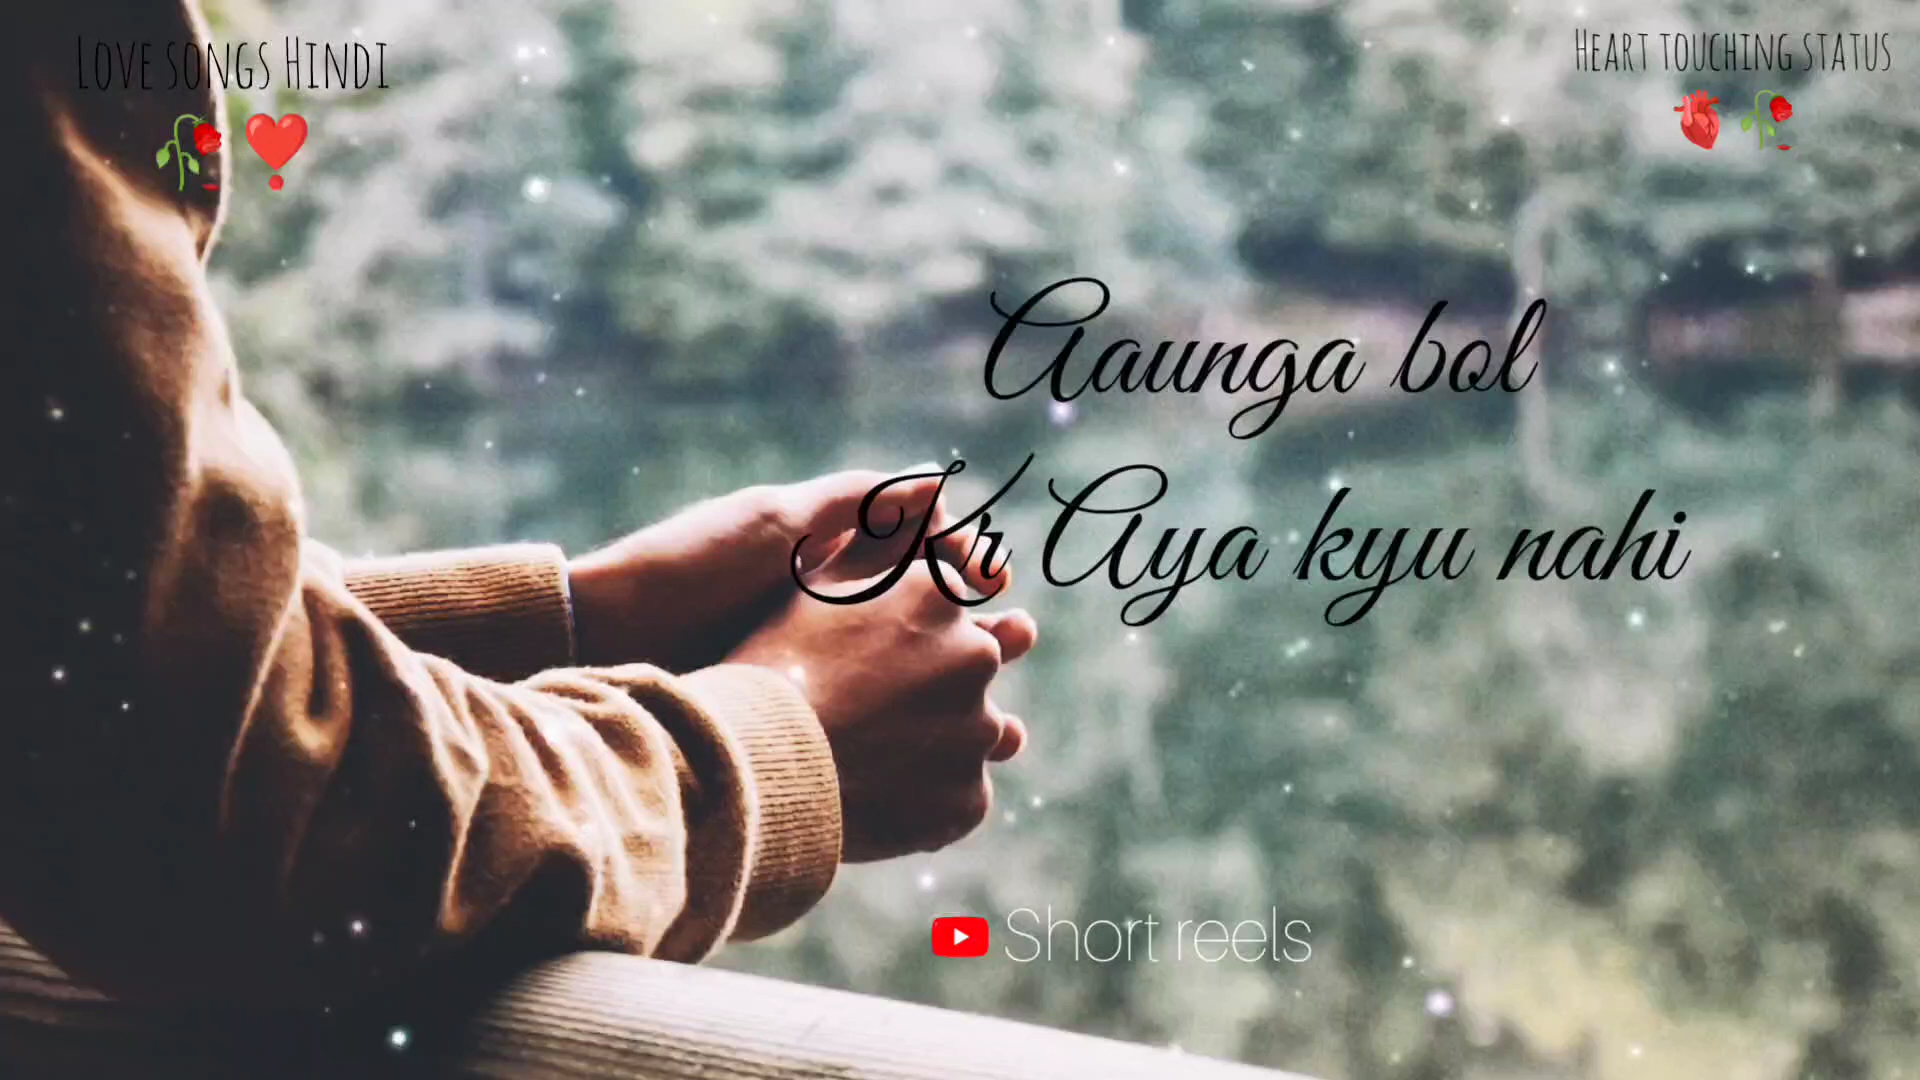 Love songs Hindi
Heart touching status
Aaunga bol
Kr Aya kyu nahi
Short reels